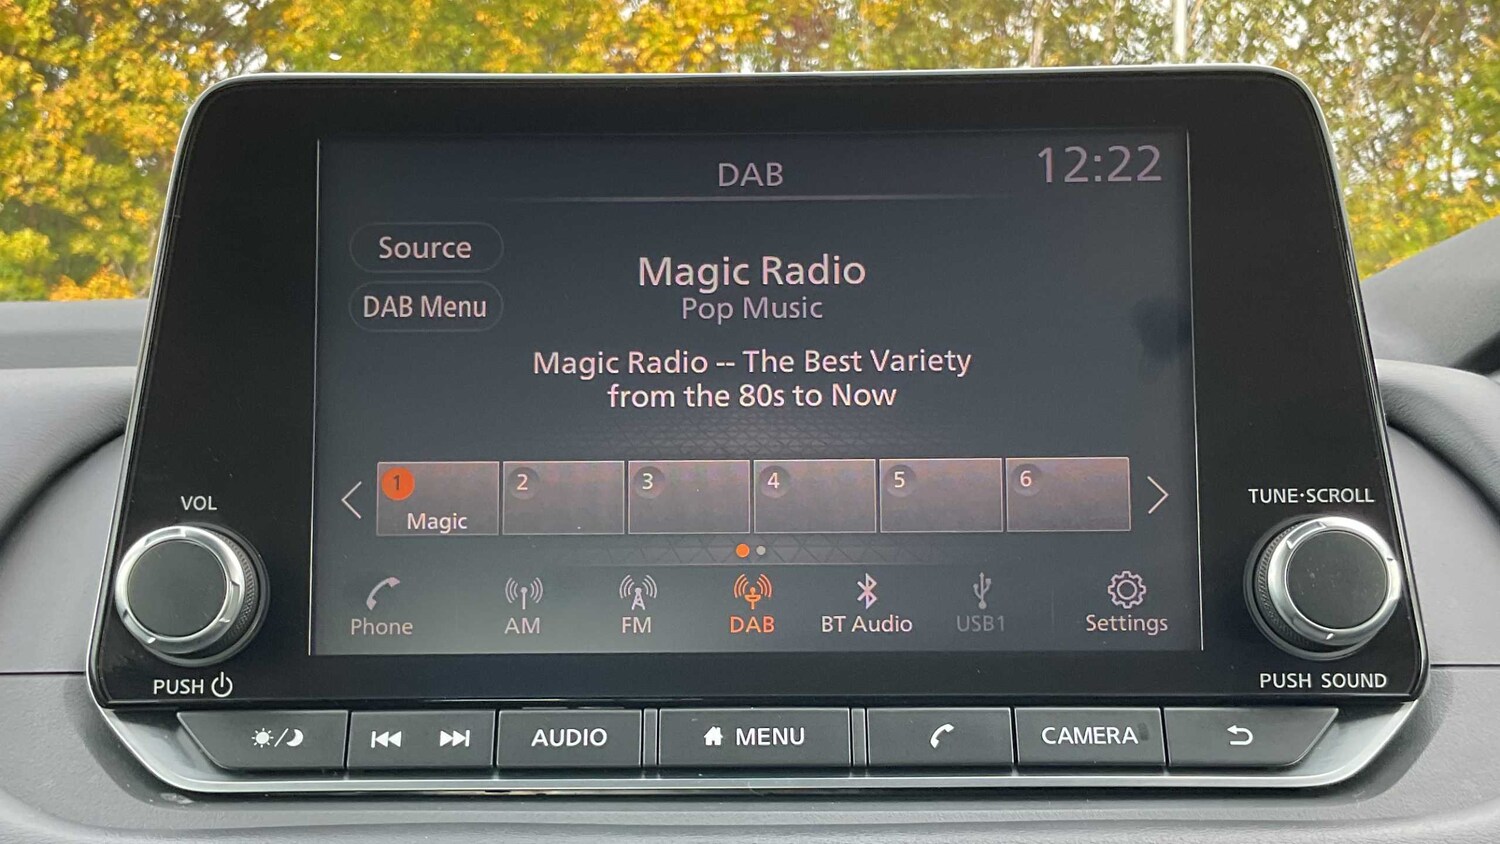 DAB
12:22
Source
DAB Menu
Magic Radio
Pop Music
Magic Radio -- The Best Variety
from the 80s to Now
1 2 3 4 5 6
Magic
Phone AM FM DAB BT Audio USB1 Settings
VOL
PUSH
TUNE·SCROLL
PUSH SOUND
AUDIO MENU CAMERA